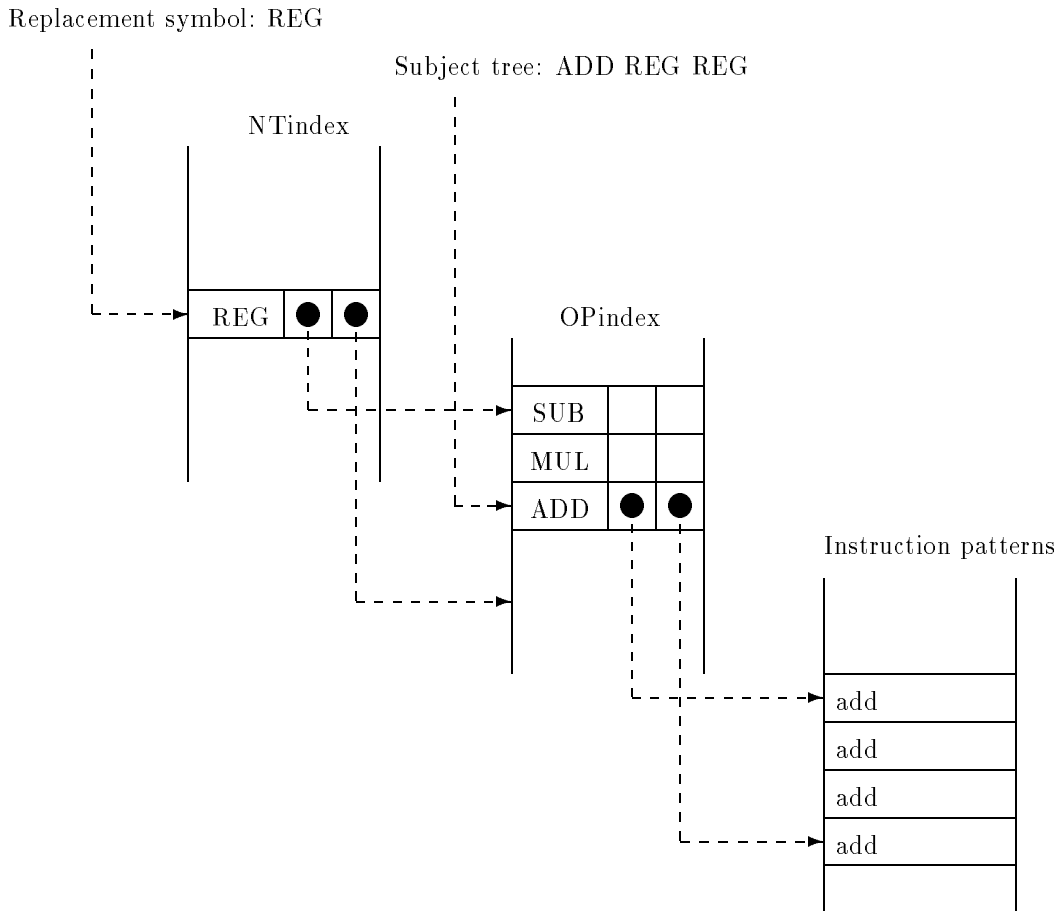 Replacement symbol: REG
Subject tree: ADD REG REG
NTindex
REG
OPindex
SUB
MUL
ADD
Instruction patterns
add
add
add
add